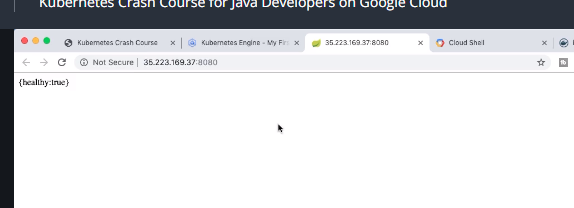 Kubernetes Crash Course for Java Developers on Google Cloud
Kubernetes Crash Course
Kubernetes Engine - My Firs
35.223.169.37:8080
Cloud Shell
Not Secure | 35.223.169.37:8080
{healthy:true}